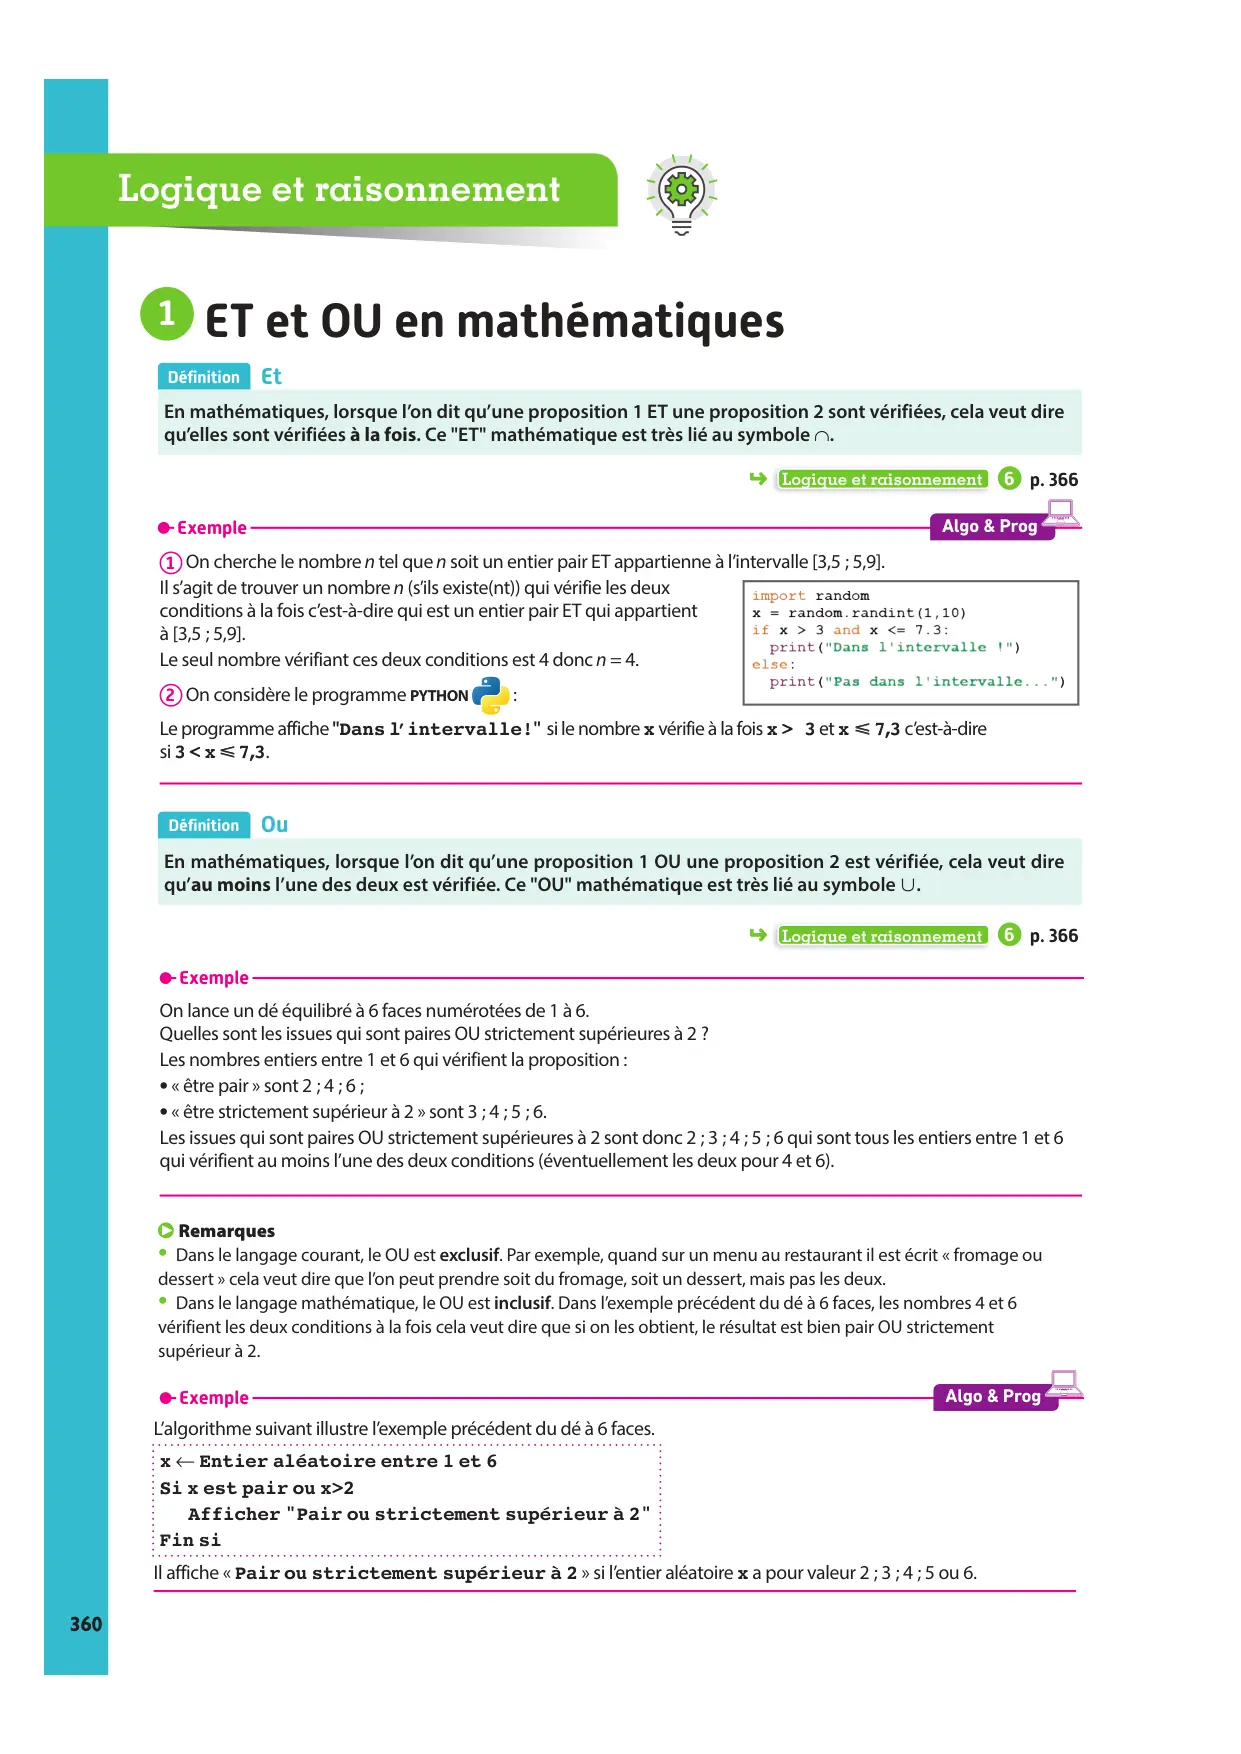 Logique et raisonnement
1 ET et OU en mathématiques
Définition Et
En mathématiques, lorsque l’on dit qu’une proposition 1 ET une proposition 2 sont vérifiées, cela veut dire
qu’elles sont vérifiées à la fois. Ce "ET" mathématique est très lié au symbole ∩.
↪ Logique et raisonnement 6 p. 366
Exemple
Algo & Prog
1 On cherche le nombre n tel que n soit un entier pair ET appartienne à l’intervalle [3,5 ; 5,9].
Il s’agit de trouver un nombre n (s’ils existe(nt)) qui vérifie les deux
conditions à la fois c’est-à-dire qui est un entier pair ET qui appartient
à [3,5 ; 5,9].
Le seul nombre vérifiant ces deux conditions est 4 donc n = 4.
2 On considère le programme PYTHON :
import random
x = random.randint(1,10)
if x > 3 and x <= 7.3:
print("Dans l'intervalle !")
else:
print("Pas dans l'intervalle...")
Le programme affiche "Dans l’intervalle!" si le nombre x vérifie à la fois x > 3 et x ⩽ 7,3 c’est-à-dire
si 3 < x ⩽ 7,3.
Définition Ou
En mathématiques, lorsque l’on dit qu’une proposition 1 OU une proposition 2 est vérifiée, cela veut dire
qu’au moins l’une des deux est vérifiée. Ce "OU" mathématique est très lié au symbole ∪.
↪ Logique et raisonnement 6 p. 366
Exemple
On lance un dé équilibré à 6 faces numérotées de 1 à 6.
Quelles sont les issues qui sont paires OU strictement supérieures à 2 ?
Les nombres entiers entre 1 et 6 qui vérifient la proposition :
• « être pair » sont 2 ; 4 ; 6 ;
• « être strictement supérieur à 2 » sont 3 ; 4 ; 5 ; 6.
Les issues qui sont paires OU strictement supérieures à 2 sont donc 2 ; 3 ; 4 ; 5 ; 6 qui sont tous les entiers entre 1 et 6
qui vérifient au moins l’une des deux conditions (éventuellement les deux pour 4 et 6).
Remarques
• Dans le langage courant, le OU est exclusif. Par exemple, quand sur un menu au restaurant il est écrit « fromage ou
dessert » cela veut dire que l’on peut prendre soit du fromage, soit un dessert, mais pas les deux.
• Dans le langage mathématique, le OU est inclusif. Dans l’exemple précédent du dé à 6 faces, les nombres 4 et 6
vérifient les deux conditions à la fois cela veut dire que si on les obtient, le résultat est bien pair OU strictement
supérieur à 2.
Exemple
Algo & Prog
L’algorithme suivant illustre l’exemple précédent du dé à 6 faces.
x ← Entier aléatoire entre 1 et 6
Si x est pair ou x>2
Afficher "Pair ou strictement supérieur à 2"
Fin si
Il affiche « Pair ou strictement supérieur à 2 » si l’entier aléatoire x a pour valeur 2 ; 3 ; 4 ; 5 ou 6.
360